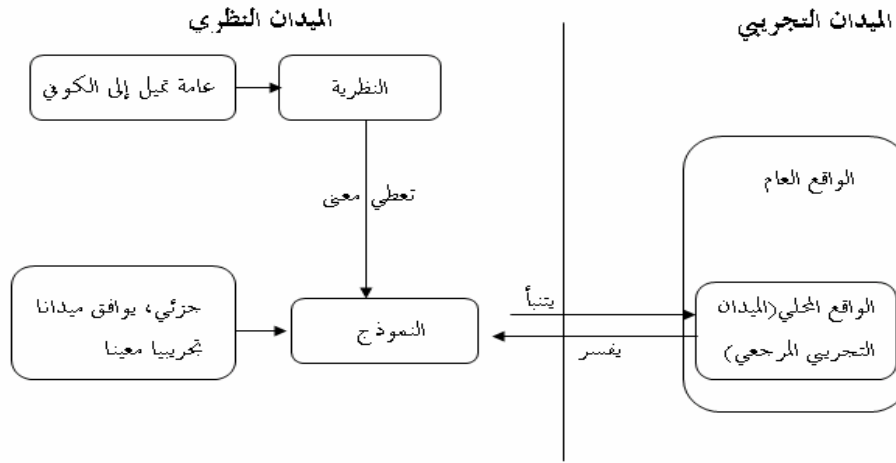 الميدان التجريبي
الميدان النظري
النظرية
عامة تميل إلى الكوني
الواقع العام
تعطي معنى
يتنبأ
الواقع المحلي(الميدان
التجريبي المرجعي)
النموذج
جزئي، يوافق ميدانا
تجريبيا معينا
يفسر